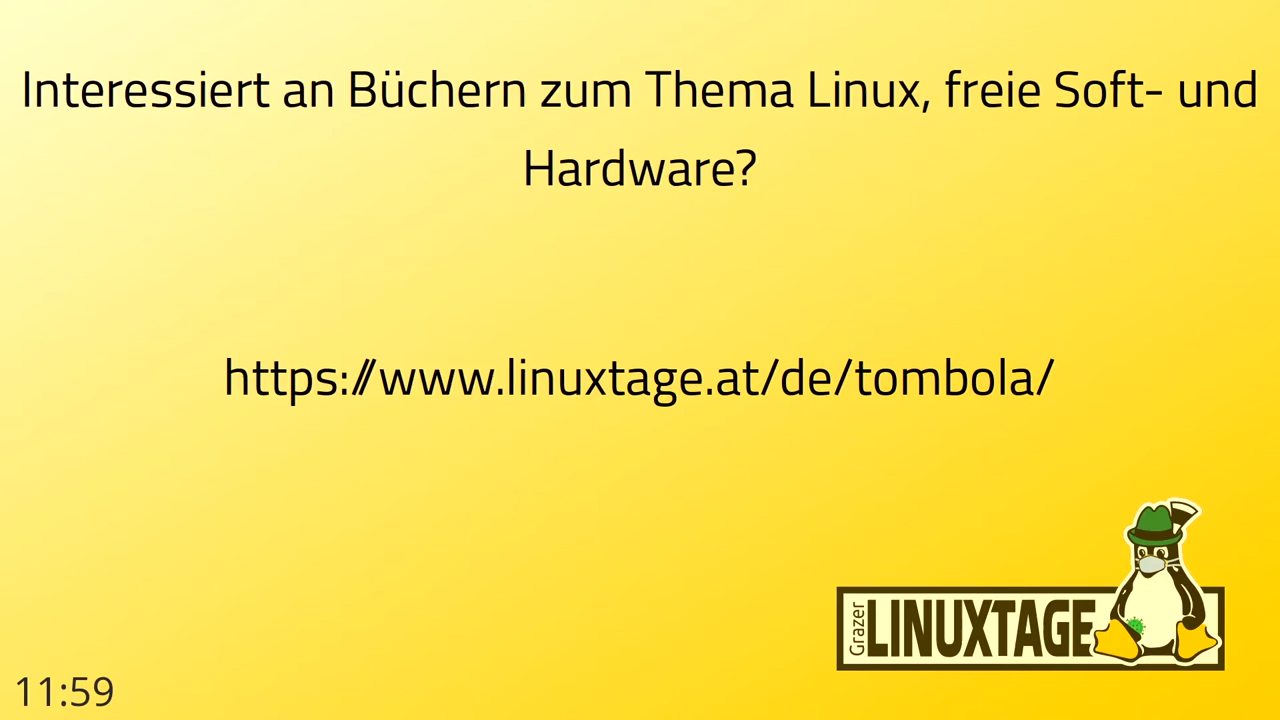 Interessiert an Büchern zum Thema Linux, freie Soft- und
Hardware?
https://www.linuxtage.at/de/tombola/
Grazer
LINUXTAGE
11:59